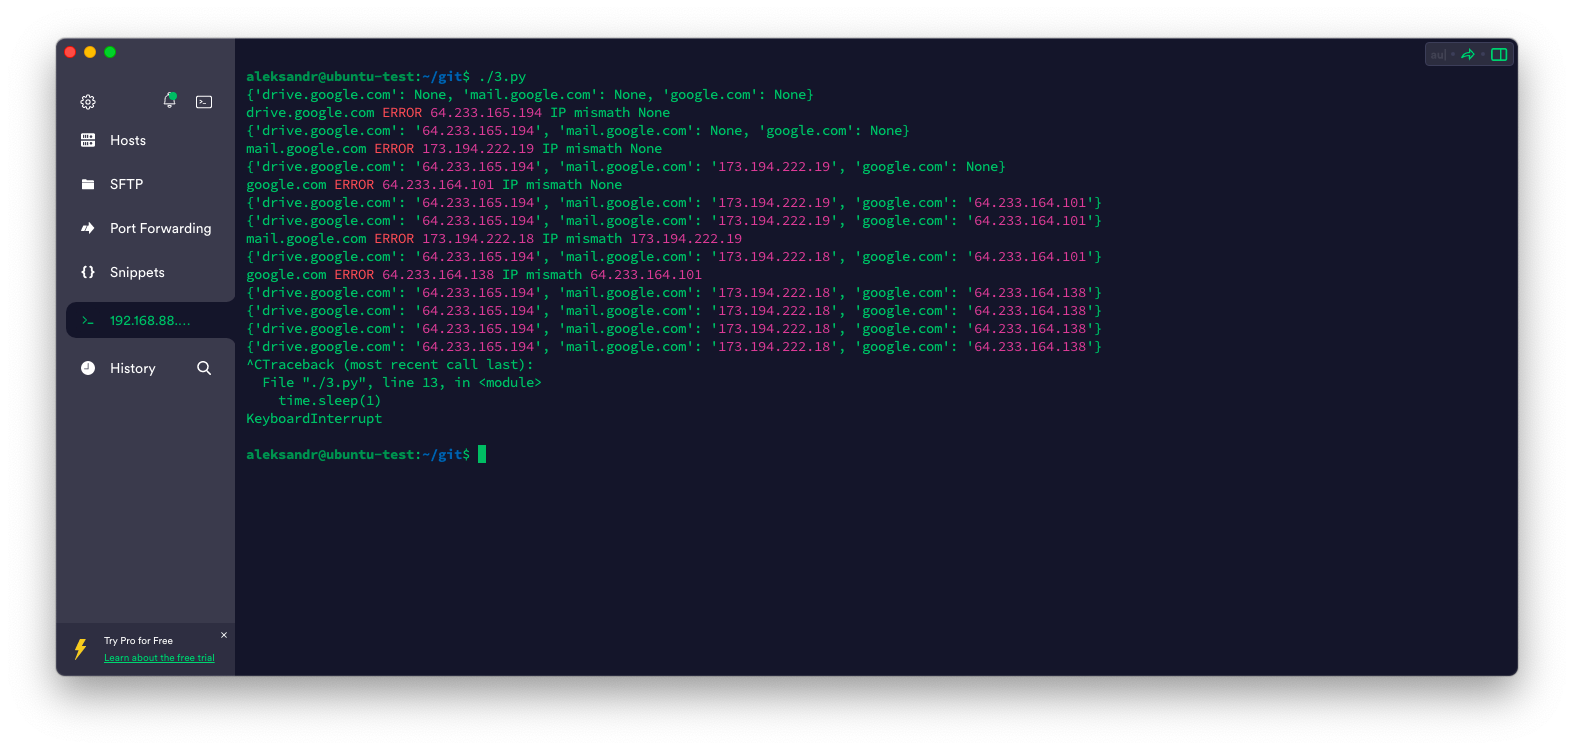 au
aleksandr@ubuntu-test:~/git$ ./3.py
{'drive.google.com': None, 'mail.google.com': None, 'google.com': None}
drive.google.com ERROR 64.233.165.194 IP mismath None
{'drive.google.com': '64.233.165.194', 'mail.google.com': None, 'google.com': None}
mail.google.com ERROR 173.194.222.19 IP mismath None
{'drive.google.com': '64.233.165.194', 'mail.google.com': '173.194.222.19', 'google.com': None}
google.com ERROR 64.233.164.101 IP mismath None
{'drive.google.com': '64.233.165.194', 'mail.google.com': '173.194.222.19', 'google.com': '64.233.164.101'}
{'drive.google.com': '64.233.165.194', 'mail.google.com': '173.194.222.19', 'google.com': '64.233.164.101'}
mail.google.com ERROR 173.194.222.18 IP mismath 173.194.222.19
{'drive.google.com': '64.233.165.194', 'mail.google.com': '173.194.222.18', 'google.com': '64.233.164.101'}
google.com ERROR 64.233.164.138 IP mismath 64.233.164.101
{'drive.google.com': '64.233.165.194', 'mail.google.com': '173.194.222.18', 'google.com': '64.233.164.138'}
{'drive.google.com': '64.233.165.194', 'mail.google.com': '173.194.222.18', 'google.com': '64.233.164.138'}
{'drive.google.com': '64.233.165.194', 'mail.google.com': '173.194.222.18', 'google.com': '64.233.164.138'}
{'drive.google.com': '64.233.165.194', 'mail.google.com': '173.194.222.18', 'google.com': '64.233.164.138'}
^CTraceback (most recent call last):
  File "./3.py", line 13, in <module>
    time.sleep(1)
KeyboardInterrupt
aleksandr@ubuntu-test:~/git$
Hosts
SFTP
Port Forwarding
{} Snippets
>_ 192.168.88....
History
Try Pro for Free
Learn about the free trial